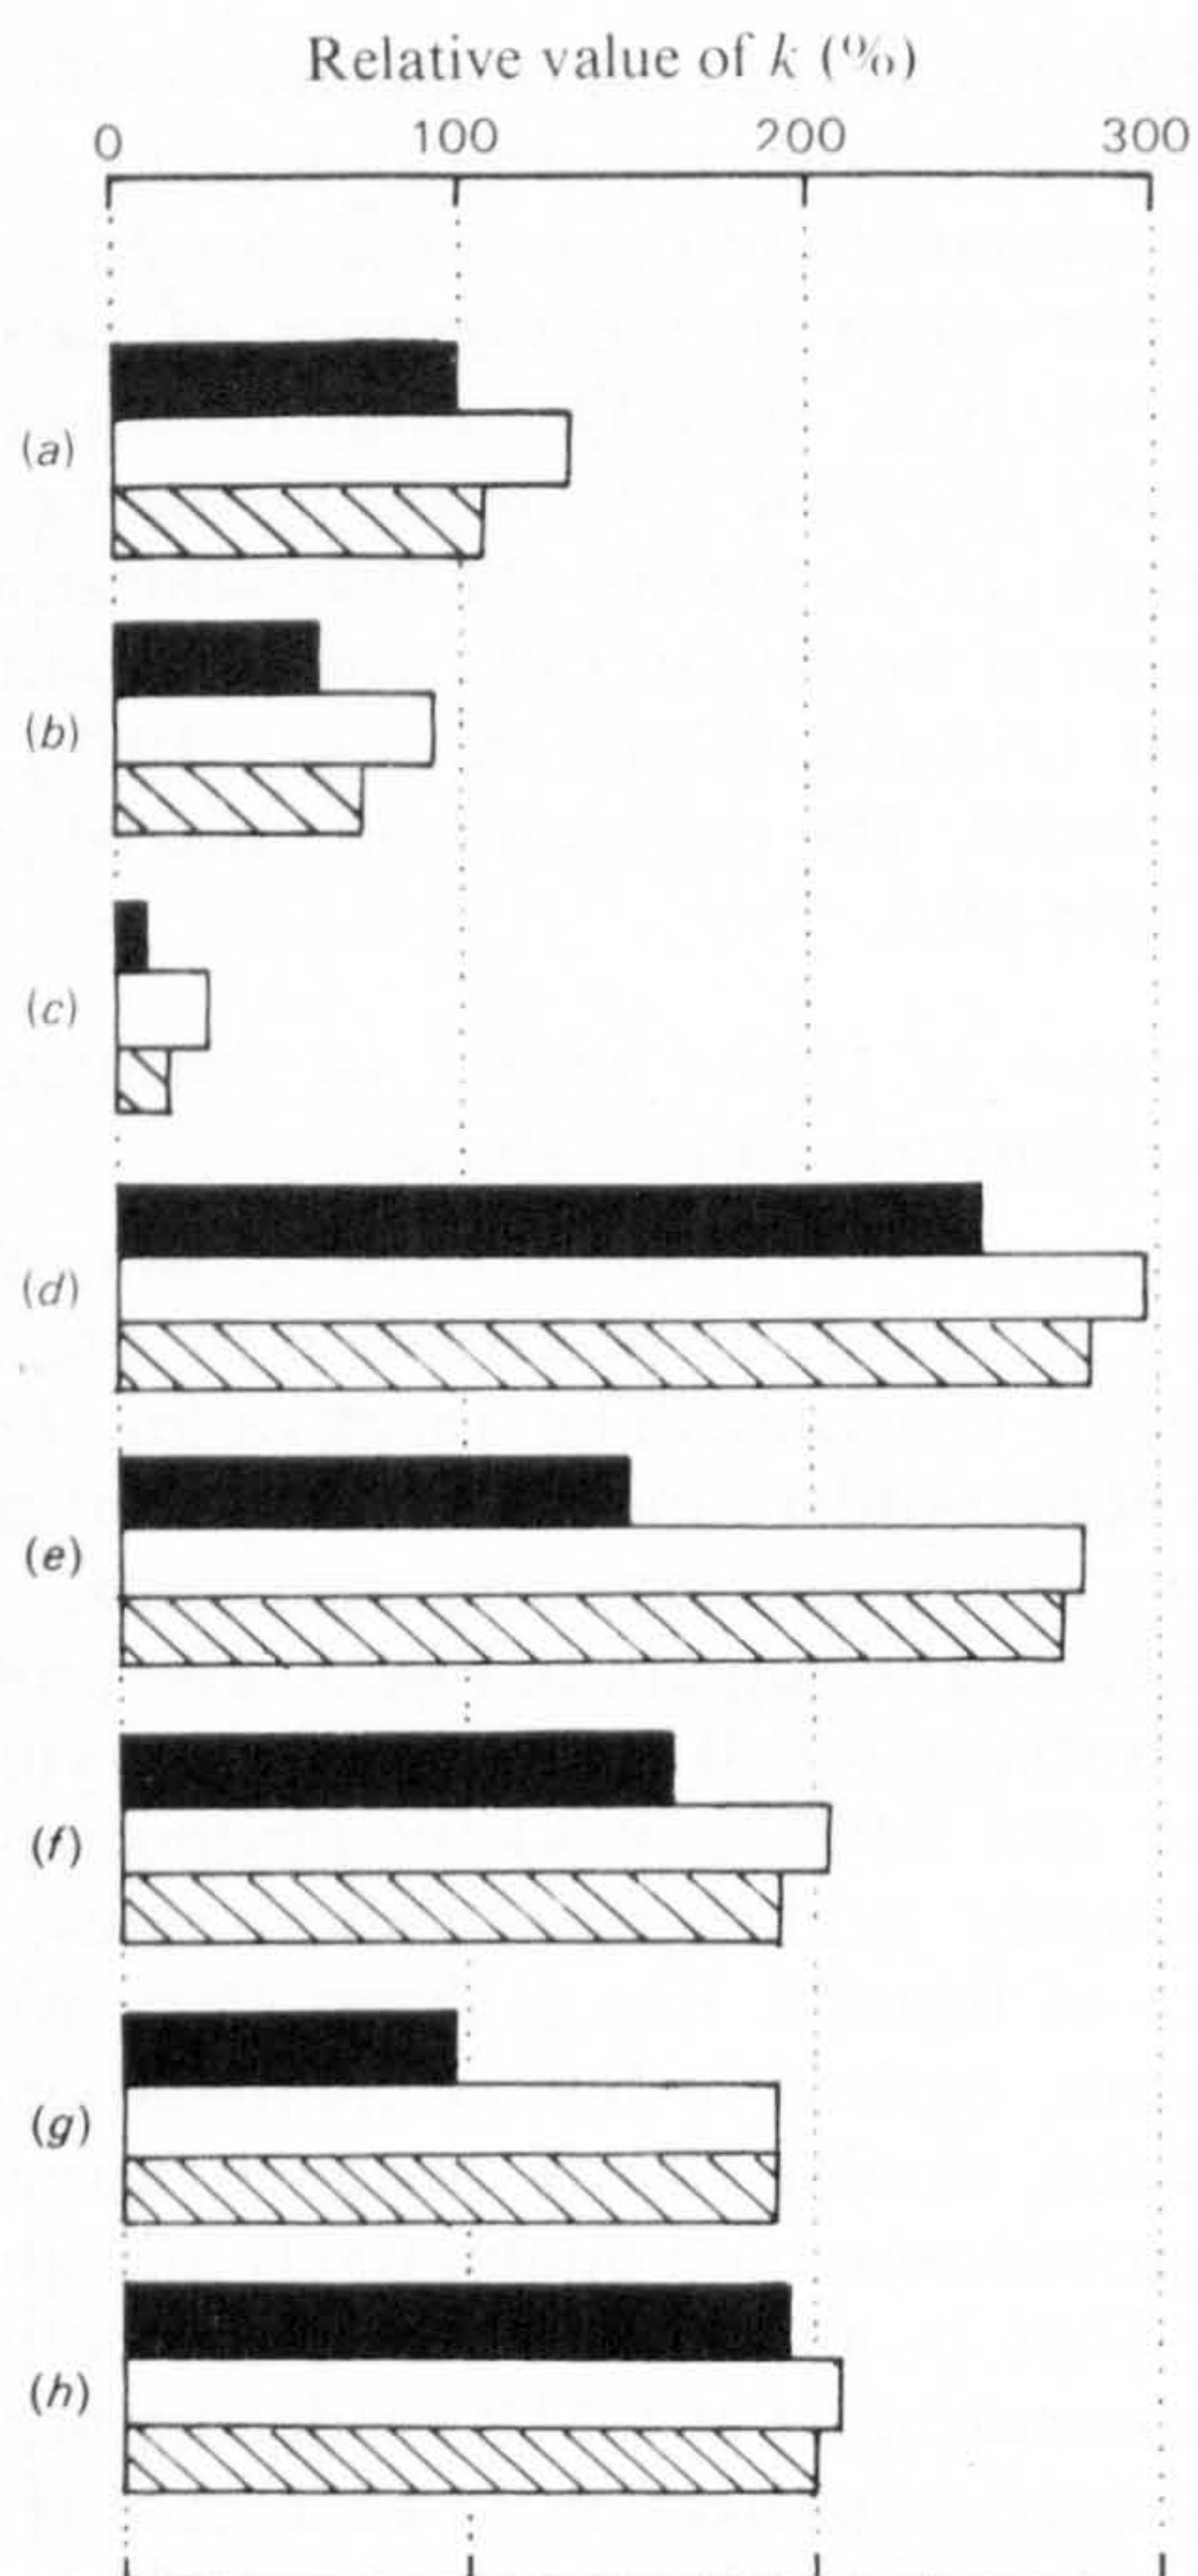 Relative value of k (%)
0 100 200 300
(a)
(b)
(c)
(d)
(e)
(f)
(g)
(h)